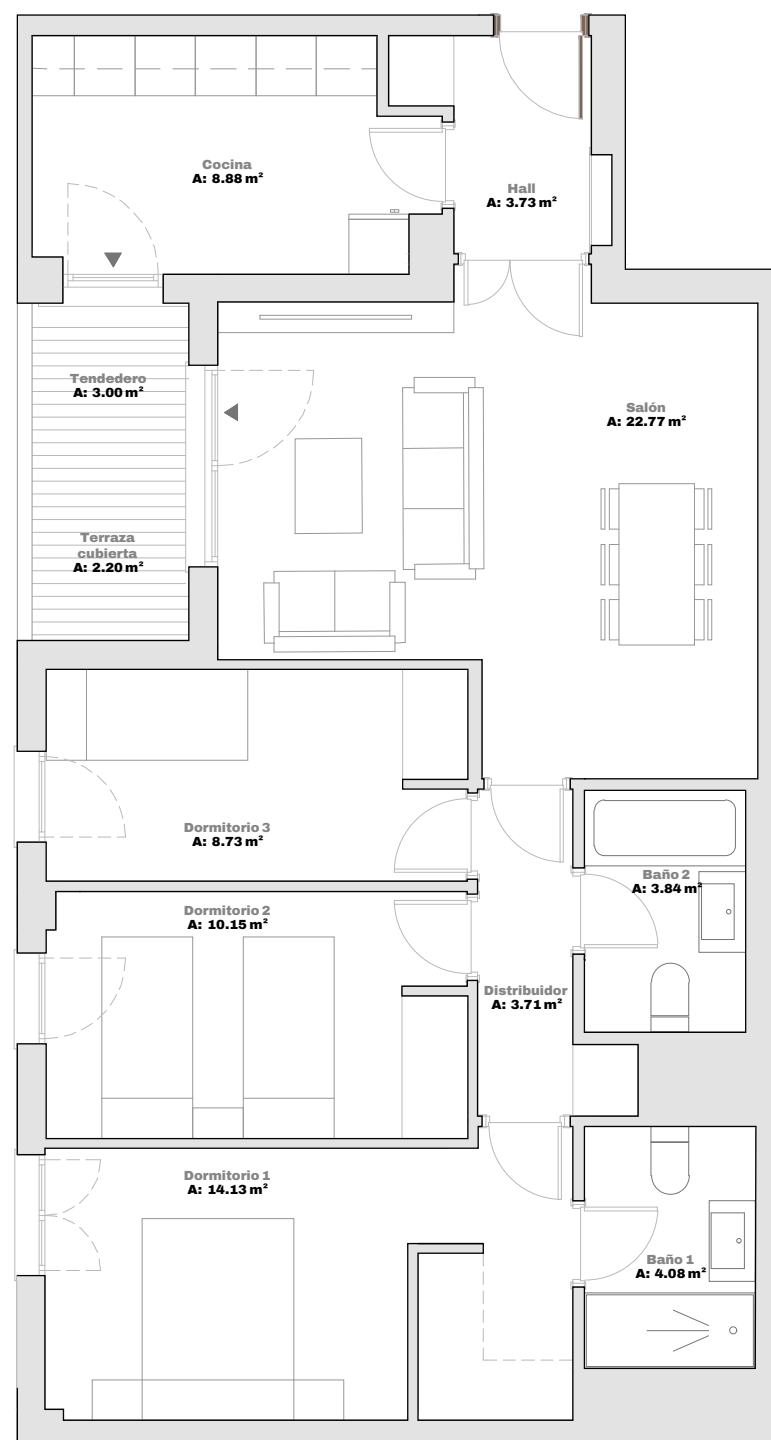 Cocina
A: 8.88 m²
Hall
A: 3.73 m²
Tendedero
A: 3.00 m²
Salón
A: 22.77 m²
Terraza
cubierta
A: 2.20 m²
Dormitorio 3
A: 8.73 m²
Baño 2
A: 3.84 m²
Dormitorio 2
A: 10.15 m²
Distribuidor
A: 3.71 m²
Dormitorio 1
A: 14.13 m²
Baño 1
A: 4.08 m²